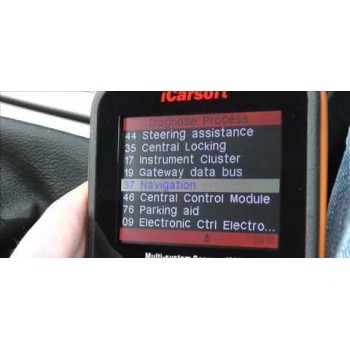 iCarsoft
Diagnose Process
44 Steering assistance
35 Central Locking
17 Instrument Cluster
19 Gateway data bus
37 Navigation
46 Central Control Module
76 Parking aid
09 Electronic Ctrl Electro...